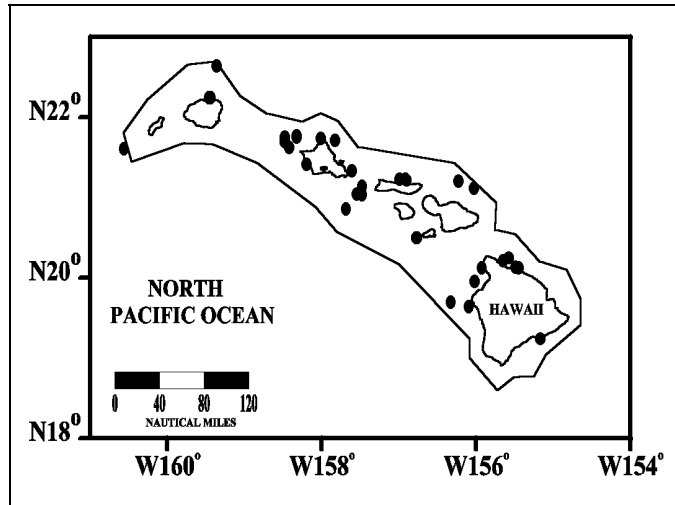 N22°
N20°
N18°
NORTH
PACIFIC OCEAN
HAWAII
0 40 80 120
NAUTICAL MILES
W160° W158° W156° W154°